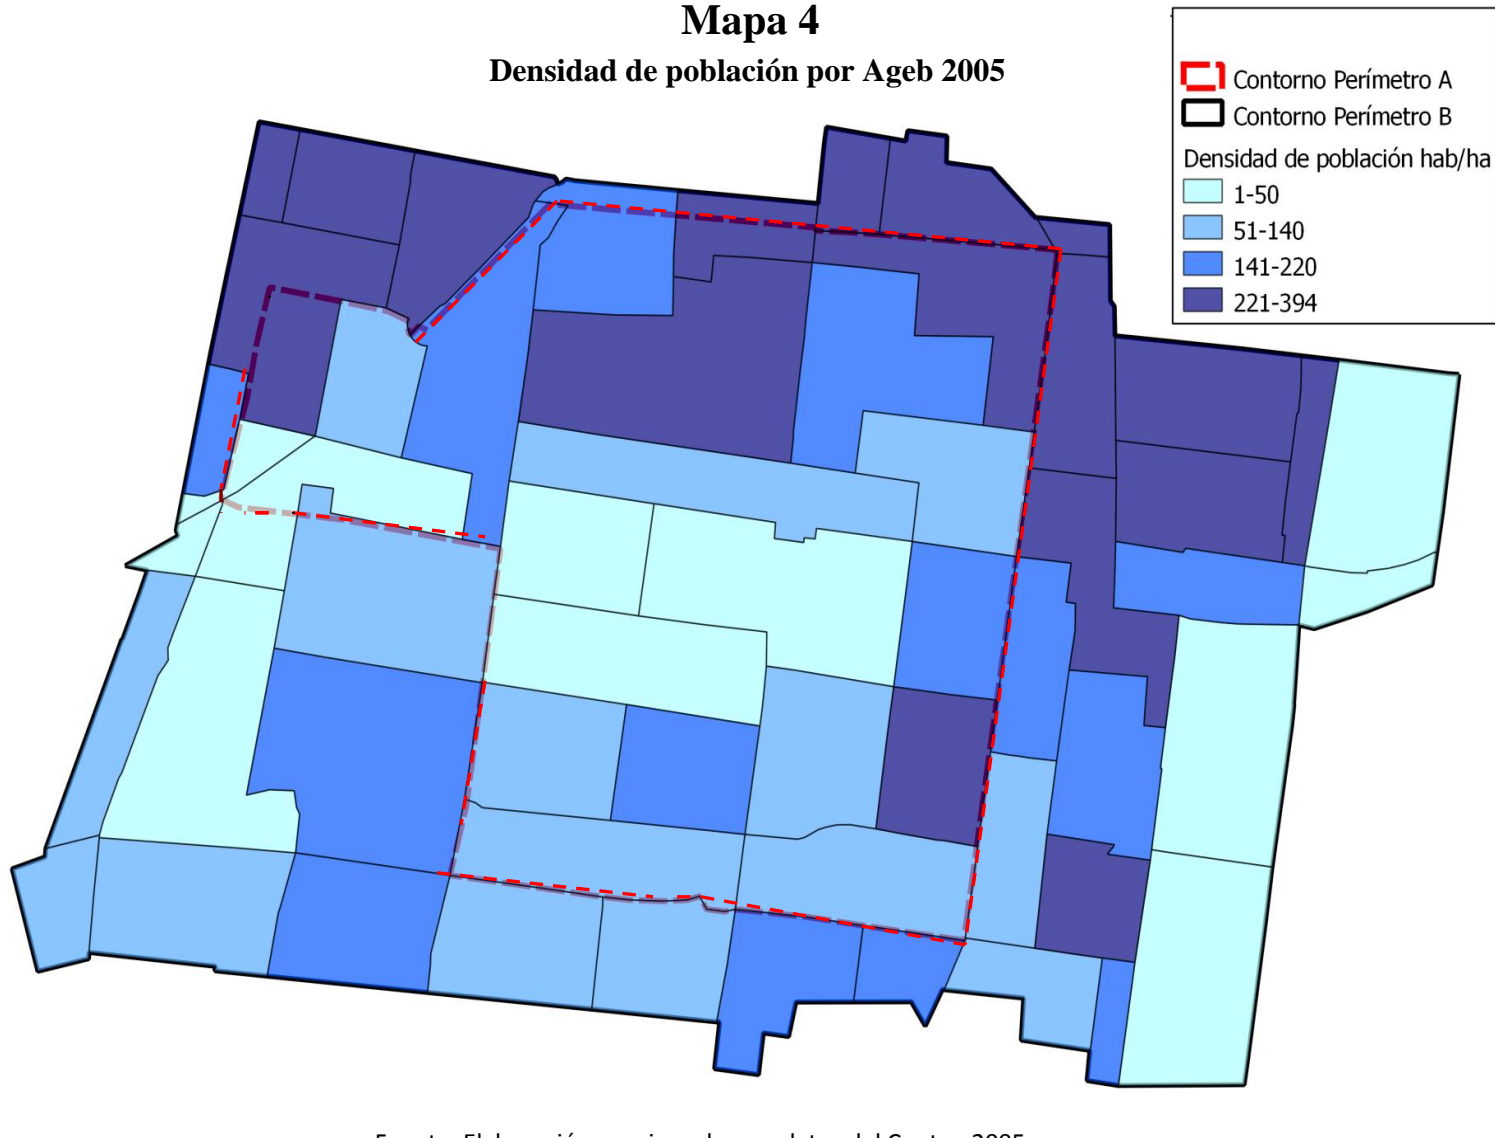 Mapa 4
Densidad de población por Ageb 2005
Contorno Perímetro A
Contorno Perímetro B
Densidad de población hab/ha
1-50
51-140
141-220
221-394